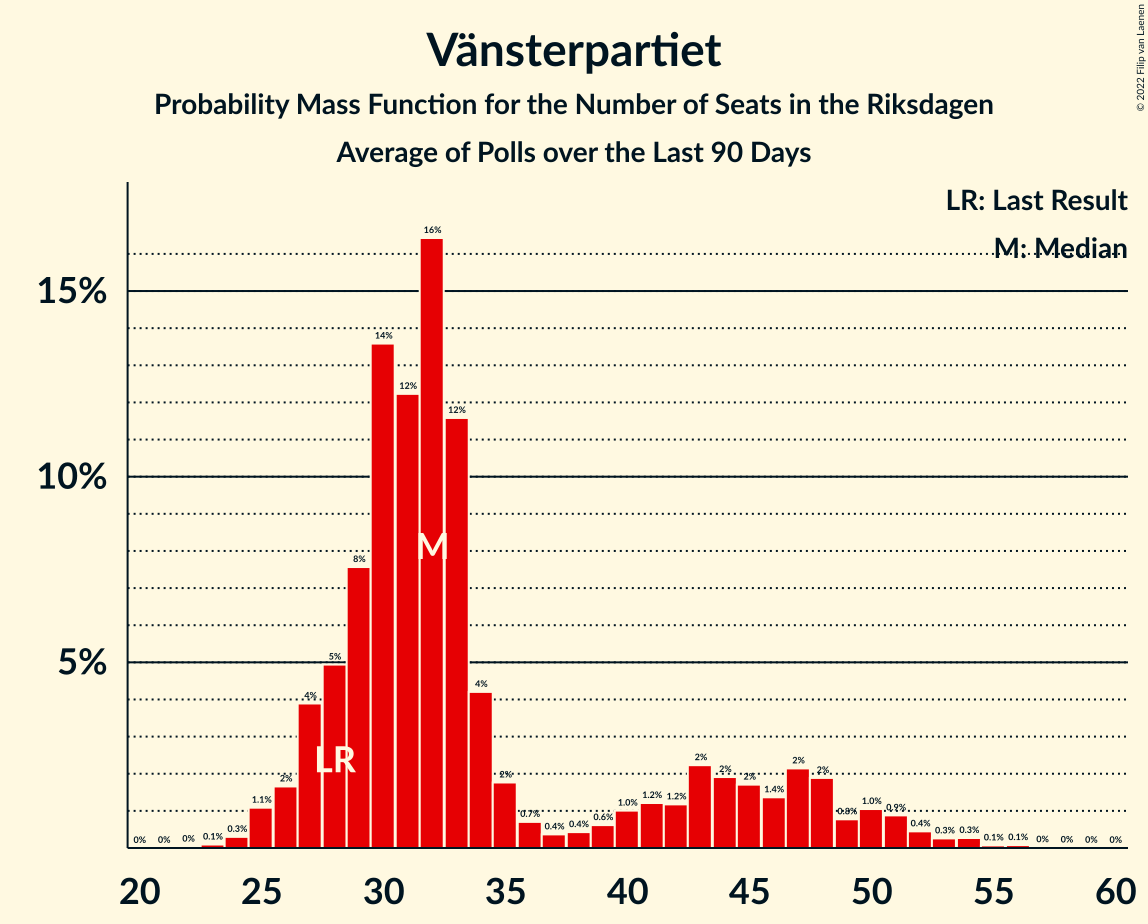 © 2022 Filip van Laenen
Vänsterpartiet
Probability Mass Function for the Number of Seats in the Riksdagen
Average of Polls over the Last 90 Days
LR: Last Result
M: Median
15%
10%
5%
0% 0% 0% 0.1% 0.3% 1.1% 2% 4% 5% 8% 14% 12% 16% 12% 4% 2% 0.7% 0.4% 0.4% 0.6% 1.0% 1.2% 1.2% 2% 2% 2% 1.4% 2% 2% 0.8% 1.0% 0.9% 0.4% 0.3% 0.3% 0.1% 0.1% 0% 0% 0% 0%
M
LR
20 25 30 35 40 45 50 55 60